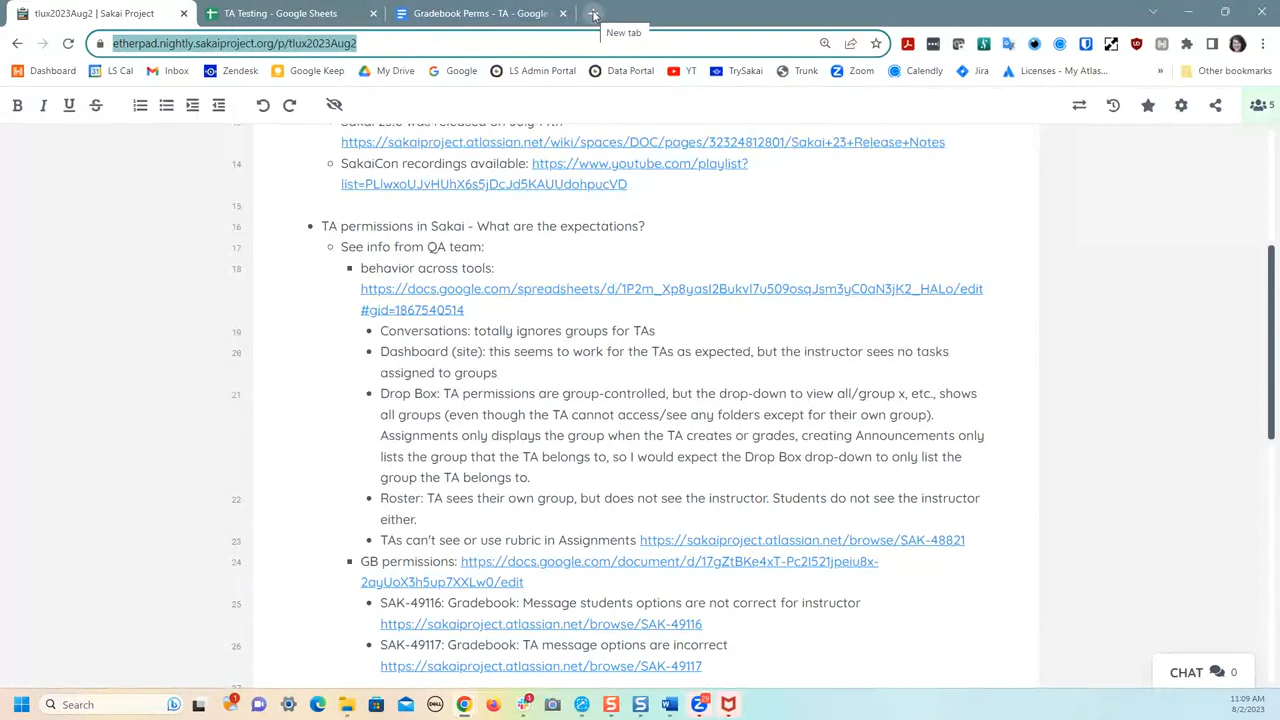 tlux2023Aug2 | Sakai Project
TA Testing - Google Sheets
Gradebook Perms - TA - Google
New tab
etherpad.nightly.sakaiproject.org/p/tlux2023Aug2
Dashboard
LS Cal
Inbox
Zendesk
Google Keep
My Drive
Google
LS Admin Portal
Data Portal
YT
TrySakai
Trunk
Zoom
Calendly
Jira
Licenses - My Atlas...
Other bookmarks
5
https://sakaiproject.atlassian.net/wiki/spaces/DOC/pages/32324812801/Sakai+23+Release+Notes
14 SakaiCon recordings available: https://www.youtube.com/playlist?
list=PLlwxoUJvHUhX6s5jDcJd5KAUUdohpucVD
15
16 TA permissions in Sakai - What are the expectations?
17 See info from QA team:
18 behavior across tools:
https://docs.google.com/spreadsheets/d/1P2m_Xp8yasI2Bukvl7u509osqJsm3yC0aN3jK2_HALo/edit
#gid=1867540514
19 Conversations: totally ignores groups for TAs
20 Dashboard (site): this seems to work for the TAs as expected, but the instructor sees no tasks
assigned to groups
21 Drop Box: TA permissions are group-controlled, but the drop-down to view all/group x, etc., shows
all groups (even though the TA cannot access/see any folders except for their own group).
Assignments only displays the group when the TA creates or grades, creating Announcements only
lists the group that the TA belongs to, so I would expect the Drop Box drop-down to only list the
group the TA belongs to.
22 Roster: TA sees their own group, but does not see the instructor. Students do not see the instructor
either.
23 TAs can't see or use rubric in Assignments https://sakaiproject.atlassian.net/browse/SAK-48821
24 GB permissions: https://docs.google.com/document/d/17gZtBKe4xT-Pc2l521jpeiu8x-
2ayUoX3h5up7XXLw0/edit
25 SAK-49116: Gradebook: Message students options are not correct for instructor
https://sakaiproject.atlassian.net/browse/SAK-49116
26 SAK-49117: Gradebook: TA message options are incorrect
https://sakaiproject.atlassian.net/browse/SAK-49117
CHAT 0
Search
11:09 AM
8/2/2023